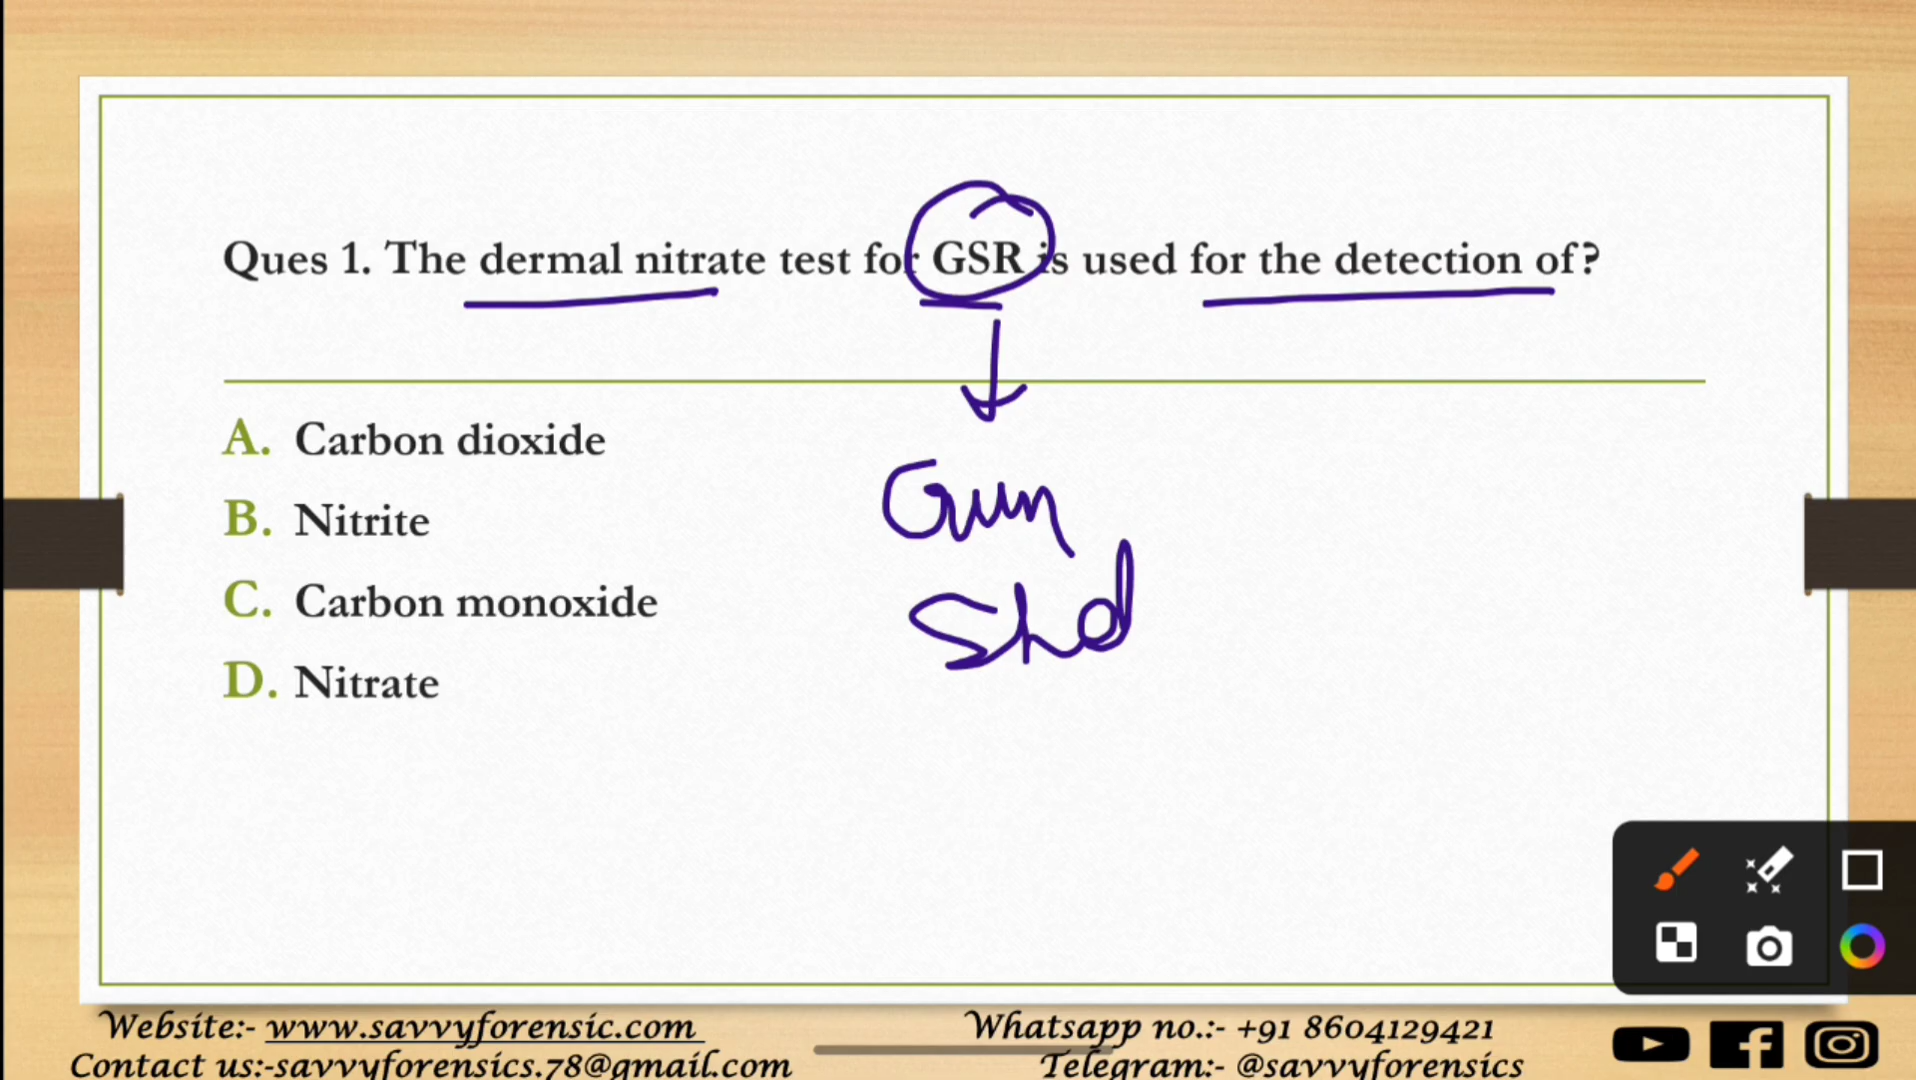 Ques 1. The dermal nitrate test for GSR is used for the detection of?
A. Carbon dioxide
B. Nitrite
C. Carbon monoxide
D. Nitrate
Gun
Shot
Website:- www.savvyforensic.com
Contact us:-savvyforensics.78@gmail.com
Whatsapp no.:- +91 8604129421
Telegram:- @savvyforensics